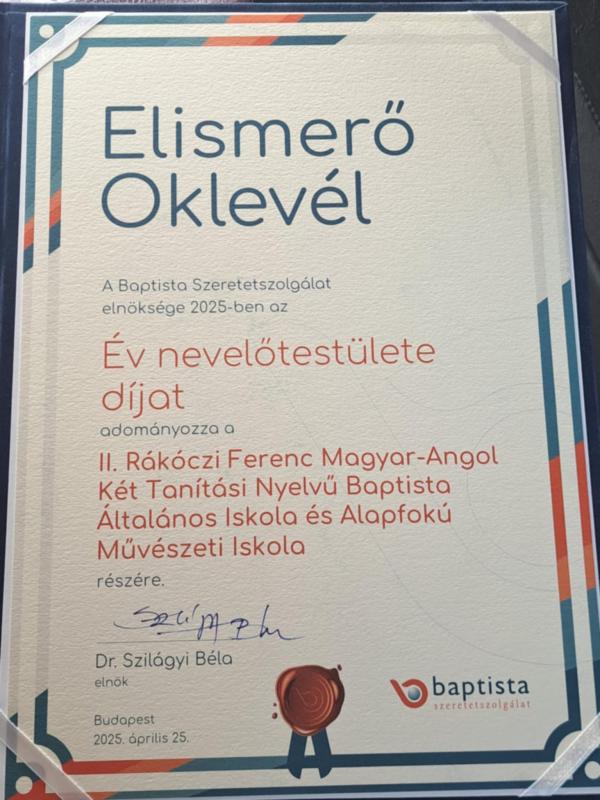 Elismerő
Oklevél
A Baptista Szeretetszolgálat
elnöksége 2025-ben az
Év nevelőtestülete
díjat
adományozza a
II. Rákóczi Ferenc Magyar-Angol
Két Tanítási Nyelvű Baptista
Általános Iskola és Alapfokú
Művészeti Iskola
részére.
Dr. Szilágyi Béla
elnök
Budapest
2025. április 25.
baptista
szeretetszolgálat